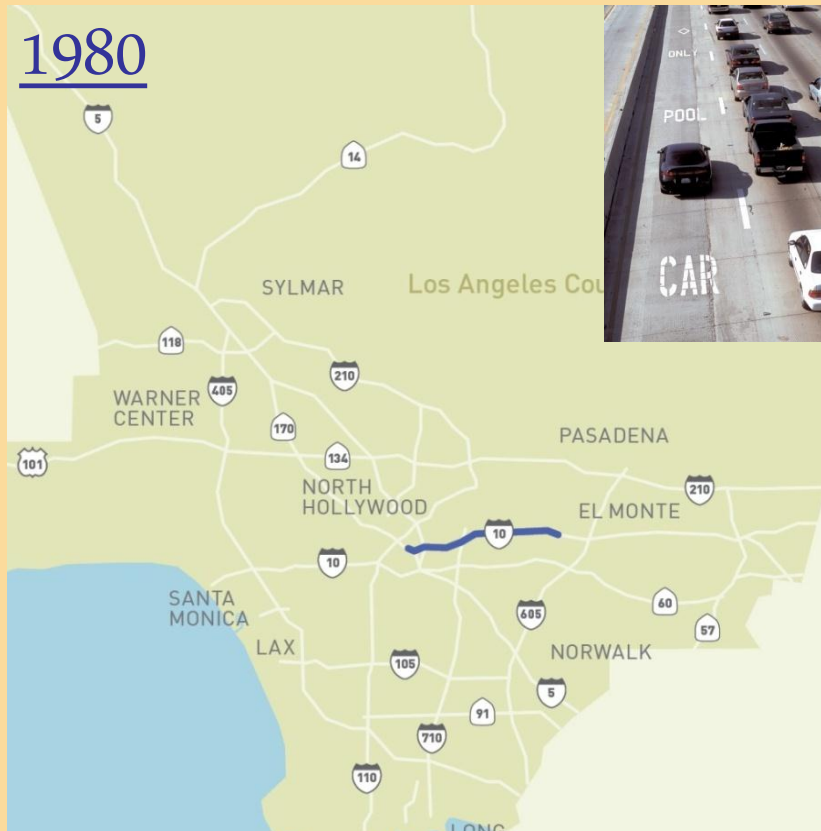 1980
5
14
ONLY
POOL
CAR
SYLMAR
Los Angeles Cou
118
405
210
WARNER
CENTER
170
134
PASADENA
101
NORTH
HOLLYWOOD
210
EL MONTE
10
10
SANTA
MONICA
605
60
57
LAX
105
NORWALK
5
91
710
110
LONG